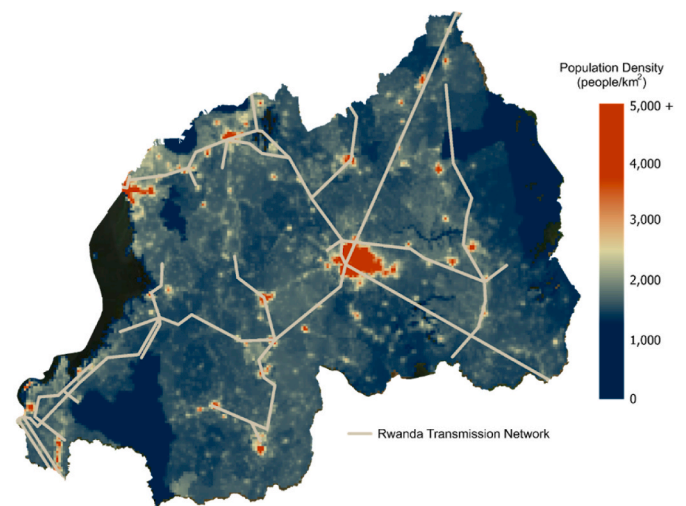 Population Density
(people/km²)
5,000 +
4,000
3,000
2,000
1,000
0
Rwanda Transmission Network